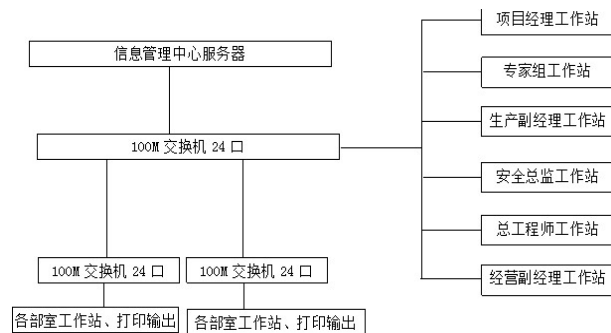 信息管理中心服务器
100M 交换机 24 口
100M 交换机 24 口
100M 交换机 24 口
各部室工作站、打印输出
各部室工作站、打印输出
项目经理工作站
专家组工作站
生产副经理工作站
安全总监工作站
总工程师工作站
经营副经理工作站